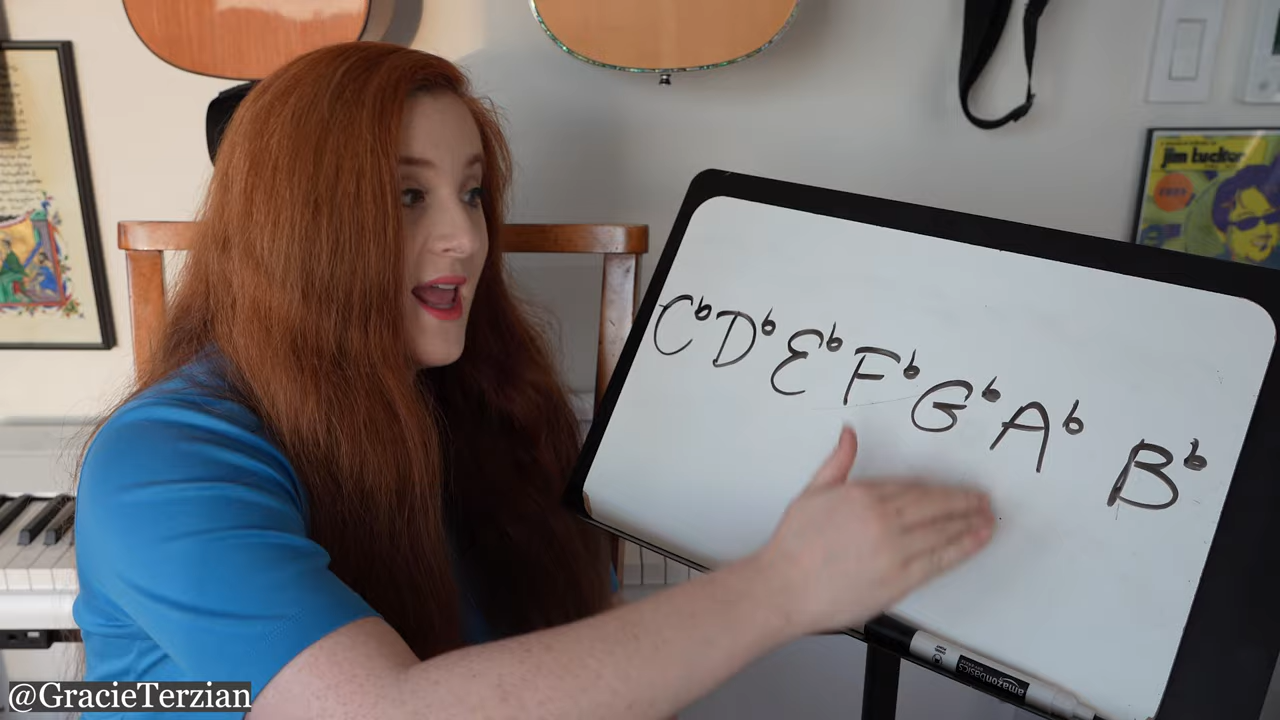 jim tucker
C♭ D♭ E♭ F♭ G♭ A♭ B♭
amazonbasics
@GracieTerzian